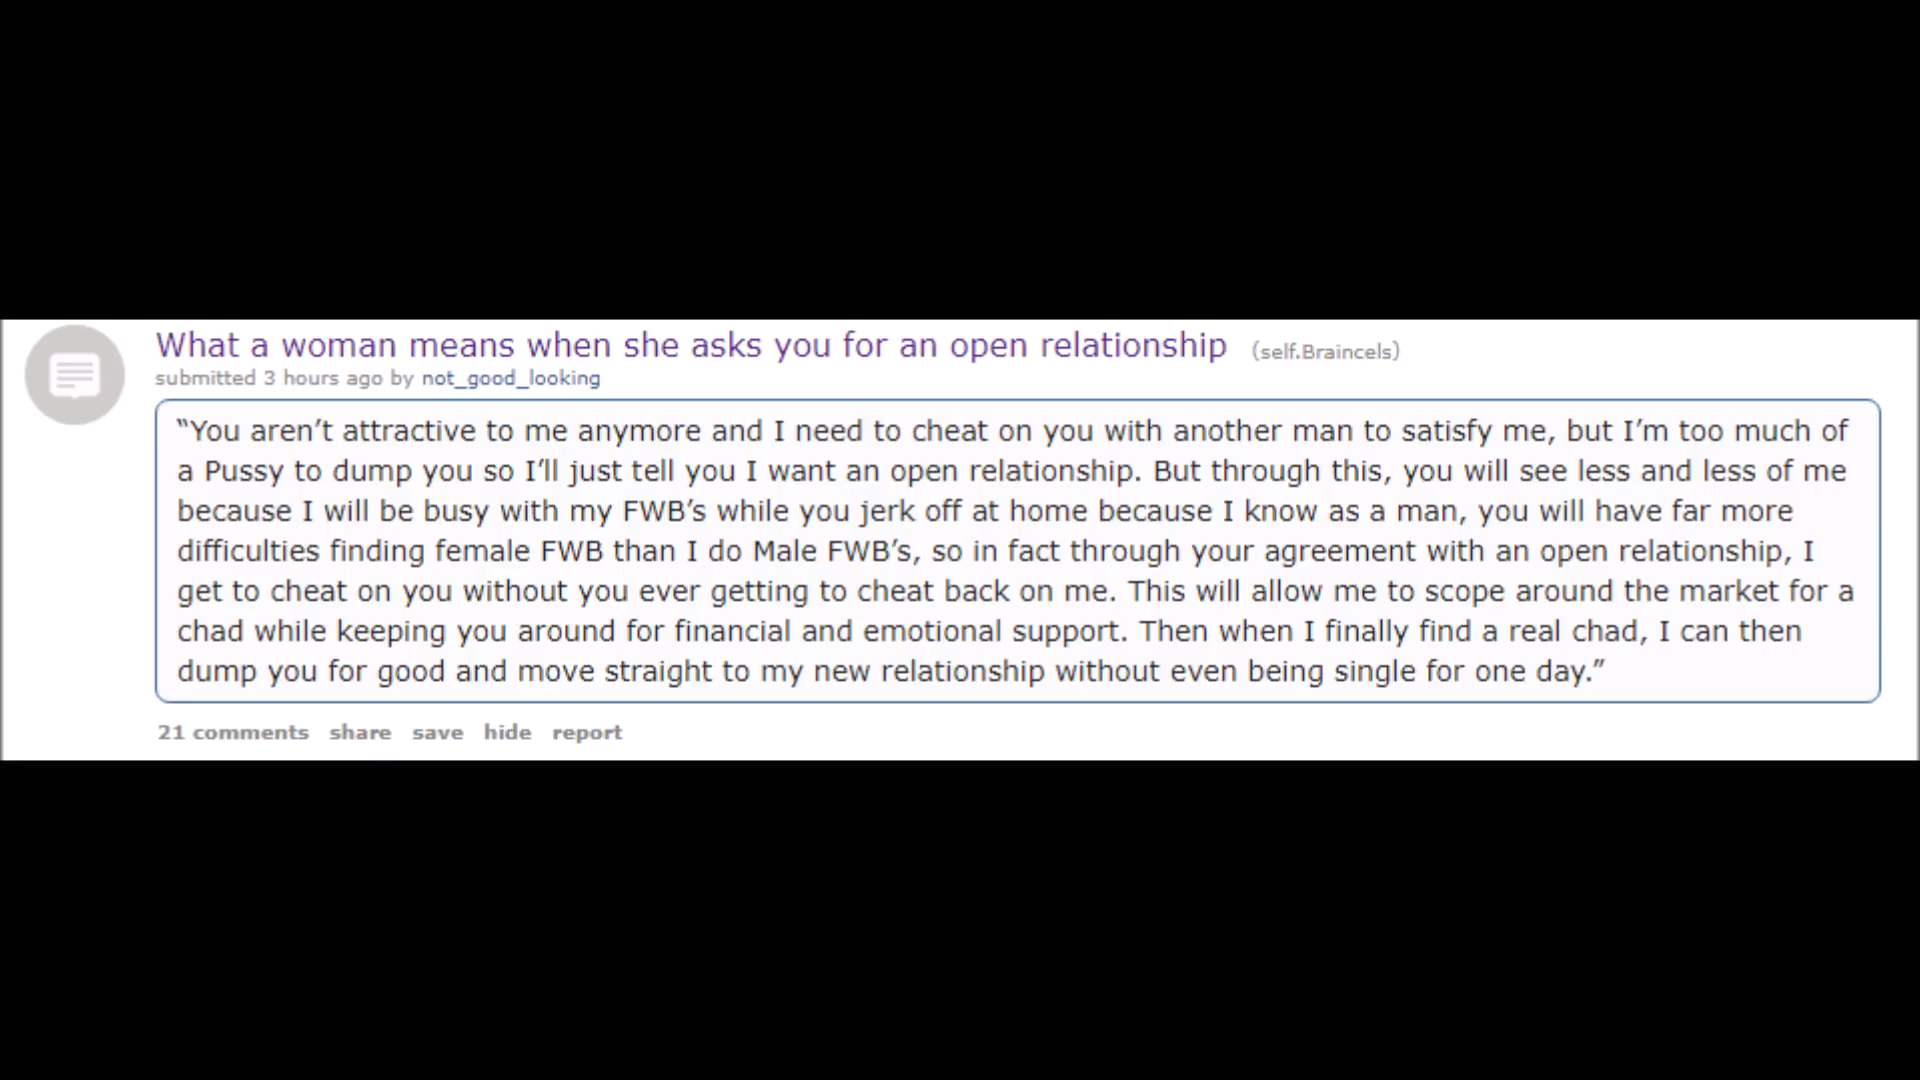 What a woman means when she asks you for an open relationship (self.Braincels)
submitted 3 hours ago by not_good_looking
“You aren’t attractive to me anymore and I need to cheat on you with another man to satisfy me, but I’m too much of
a Pussy to dump you so I’ll just tell you I want an open relationship. But through this, you will see less and less of me
because I will be busy with my FWB’s while you jerk off at home because I know as a man, you will have far more
difficulties finding female FWB than I do Male FWB’s, so in fact through your agreement with an open relationship, I
get to cheat on you without you ever getting to cheat back on me. This will allow me to scope around the market for a
chad while keeping you around for financial and emotional support. Then when I finally find a real chad, I can then
dump you for good and move straight to my new relationship without even being single for one day.”
21 comments share save hide report